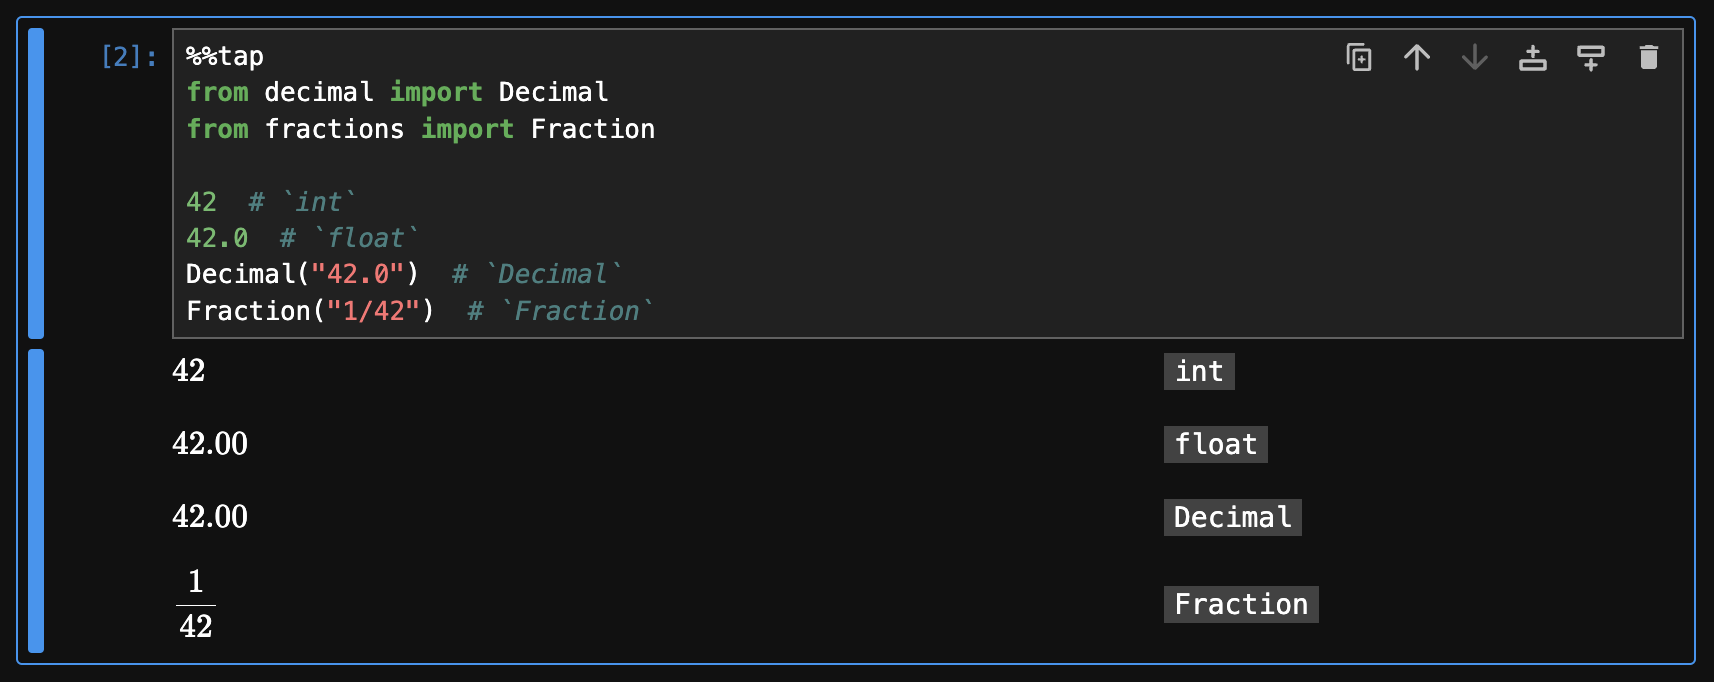 [2]: %%tap
from decimal import Decimal
from fractions import Fraction
42 # `int`
42.0 # `float`
Decimal("42.0") # `Decimal`
Fraction("1/42") # `Fraction`
42 int
42.00 float
42.00 Decimal
1
42 Fraction